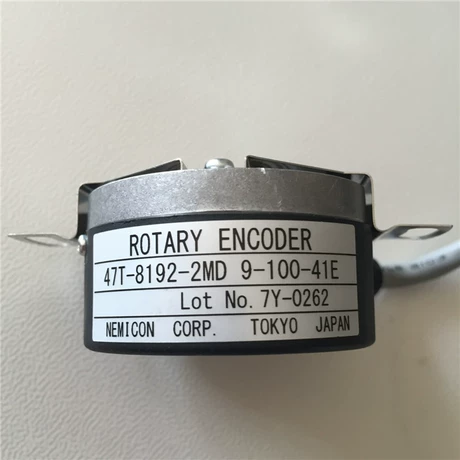 ROTARY ENCODER
47T-8192-2MD 9-100-41E
Lot No. 7Y-0262
NEMICON CORP. TOKYO JAPAN